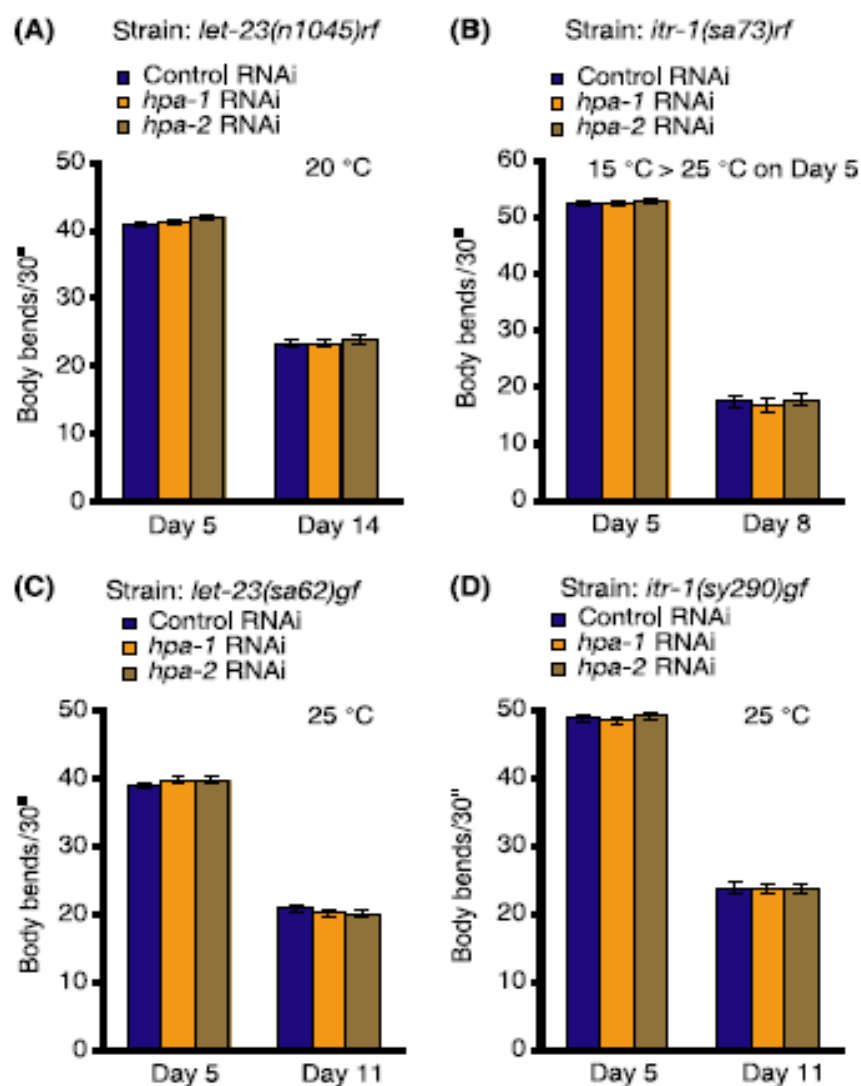 (A) Strain: let-23(n1045)rf
Control RNAi
hpa-1 RNAi
hpa-2 RNAi
20 °C
Body bends/30"
50
40
30
20
10
0
Day 5 Day 14
(B) Strain: itr-1(sa73)rf
Control RNAi
hpa-1 RNAi
hpa-2 RNAi
15 °C > 25 °C on Day 5
Body bends/30"
60
50
40
30
20
10
0
Day 5 Day 8
(C) Strain: let-23(sa62)gf
Control RNAi
hpa-1 RNAi
hpa-2 RNAi
25 °C
Body bends/30"
50
40
30
20
10
0
Day 5 Day 11
(D) Strain: itr-1(sy290)gf
Control RNAi
hpa-1 RNAi
hpa-2 RNAi
25 °C
Body bends/30"
50
40
30
20
10
0
Day 5 Day 11